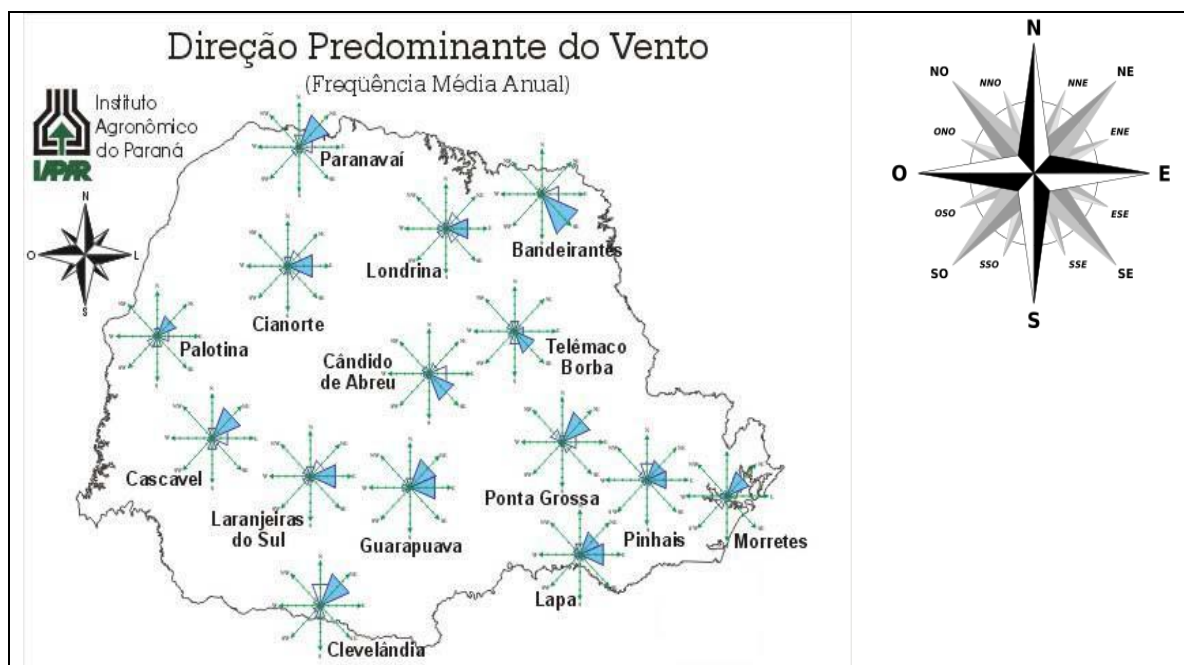 Direção Predominante do Vento
(Freqüência Média Anual)
Instituto
Agronômico
do Paraná
IAPAR
N
O
L
S
Paranavaí
Bandeirantes
Londrina
Cianorte
Palotina
Telêmaco
Borba
Cândido
de Abreu
Cascavel
Ponta Grossa
Laranjeiras
do Sul
Guarapuava
Pinhais
Morretes
Lapa
Clevelândia
N
NO
NNO
NNE
NE
ONO
ENE
O
E
OSO
ESE
SO
SSO
SSE
SE
S